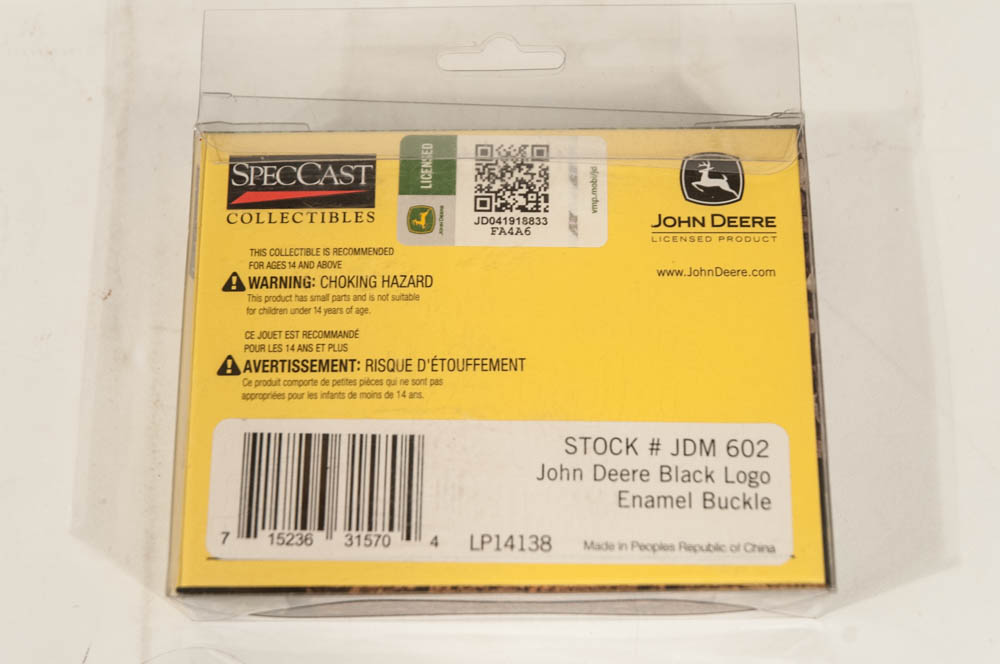 SPECCAST
COLLECTIBLES
LICENSED
John Deere
JD041918833
FA4A6
vmp.mobi/jd
JOHN DEERE
LICENSED PRODUCT
www.JohnDeere.com
THIS COLLECTIBLE IS RECOMMENDED
FOR AGES 14 AND ABOVE
WARNING: CHOKING HAZARD
This product has small parts and is not suitable
for children under 14 years of age.
CE JOUET EST RECOMMANDÉ
POUR LES 14 ANS ET PLUS
AVERTISSEMENT: RISQUE D'ÉTOUFFEMENT
Ce produit comporte de petites pièces qui ne sont pas
appropriées pour les infants de moins de 14 ans.
STOCK # JDM 602
John Deere Black Logo
Enamel Buckle
7 15236 31570 4
LP14138
Made in Peoples Republic of China